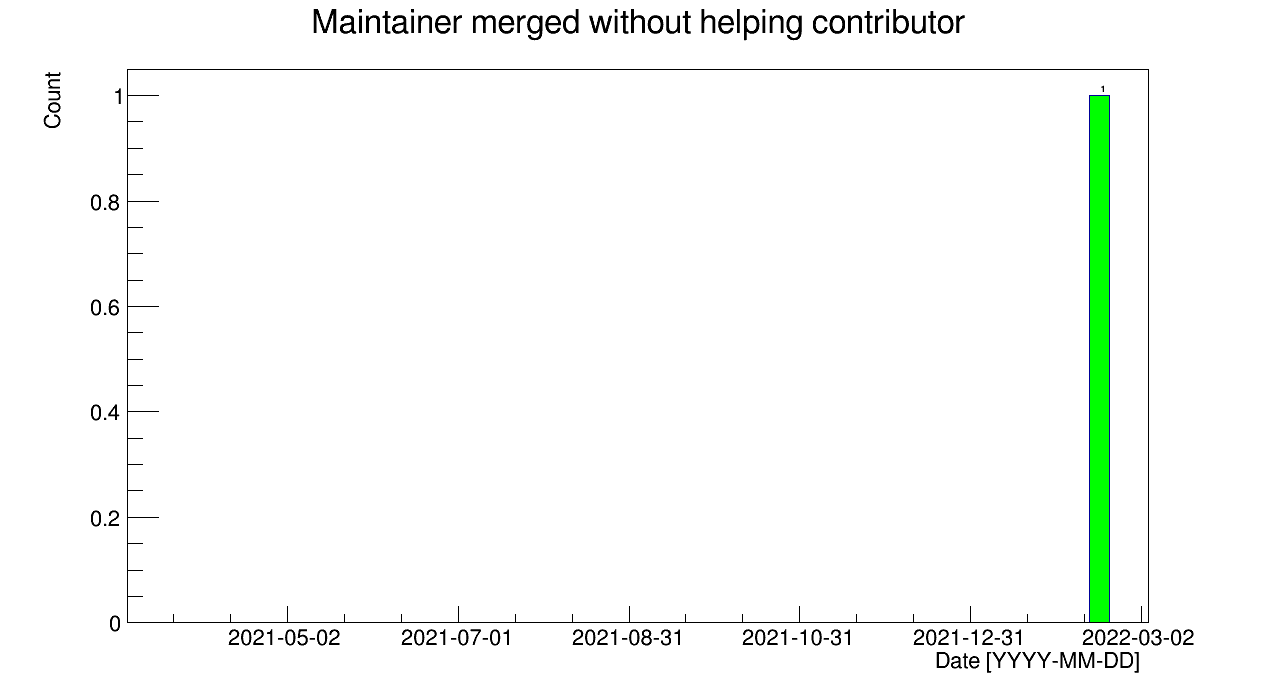 Maintainer merged without helping contributor
Count
1
1
0.8
0.6
0.4
0.2
0
2021-05-02 2021-07-01 2021-08-31 2021-10-31 2021-12-31 2022-03-02
Date [YYYY-MM-DD]